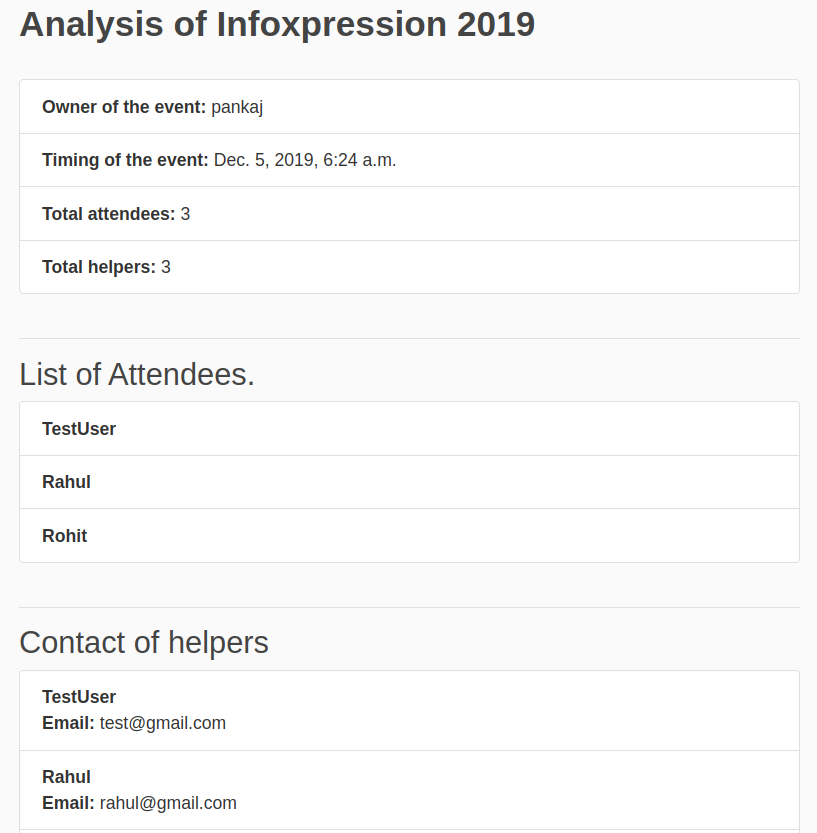 Analysis of Infoxpression 2019
Owner of the event: pankaj
Timing of the event: Dec. 5, 2019, 6:24 a.m.
Total attendees: 3
Total helpers: 3
List of Attendees.
TestUser
Rahul
Rohit
Contact of helpers
TestUser
Email: test@gmail.com
Rahul
Email: rahul@gmail.com